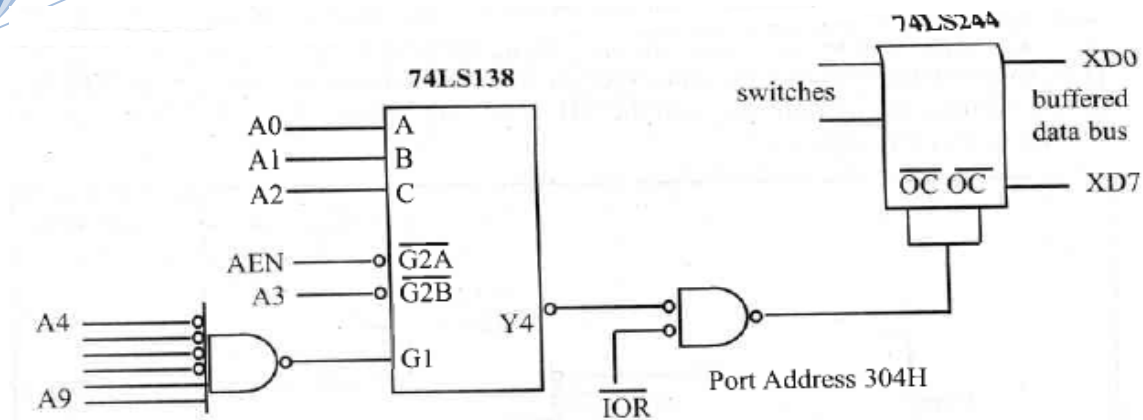 74LS244
74LS138
XD0
switches
buffered
data bus
A0
A
A1
B
A2
C
OC OC
XD7
AEN
G2A
A3
G2B
A4
Y4
G1
A9
IOR
Port Address 304H